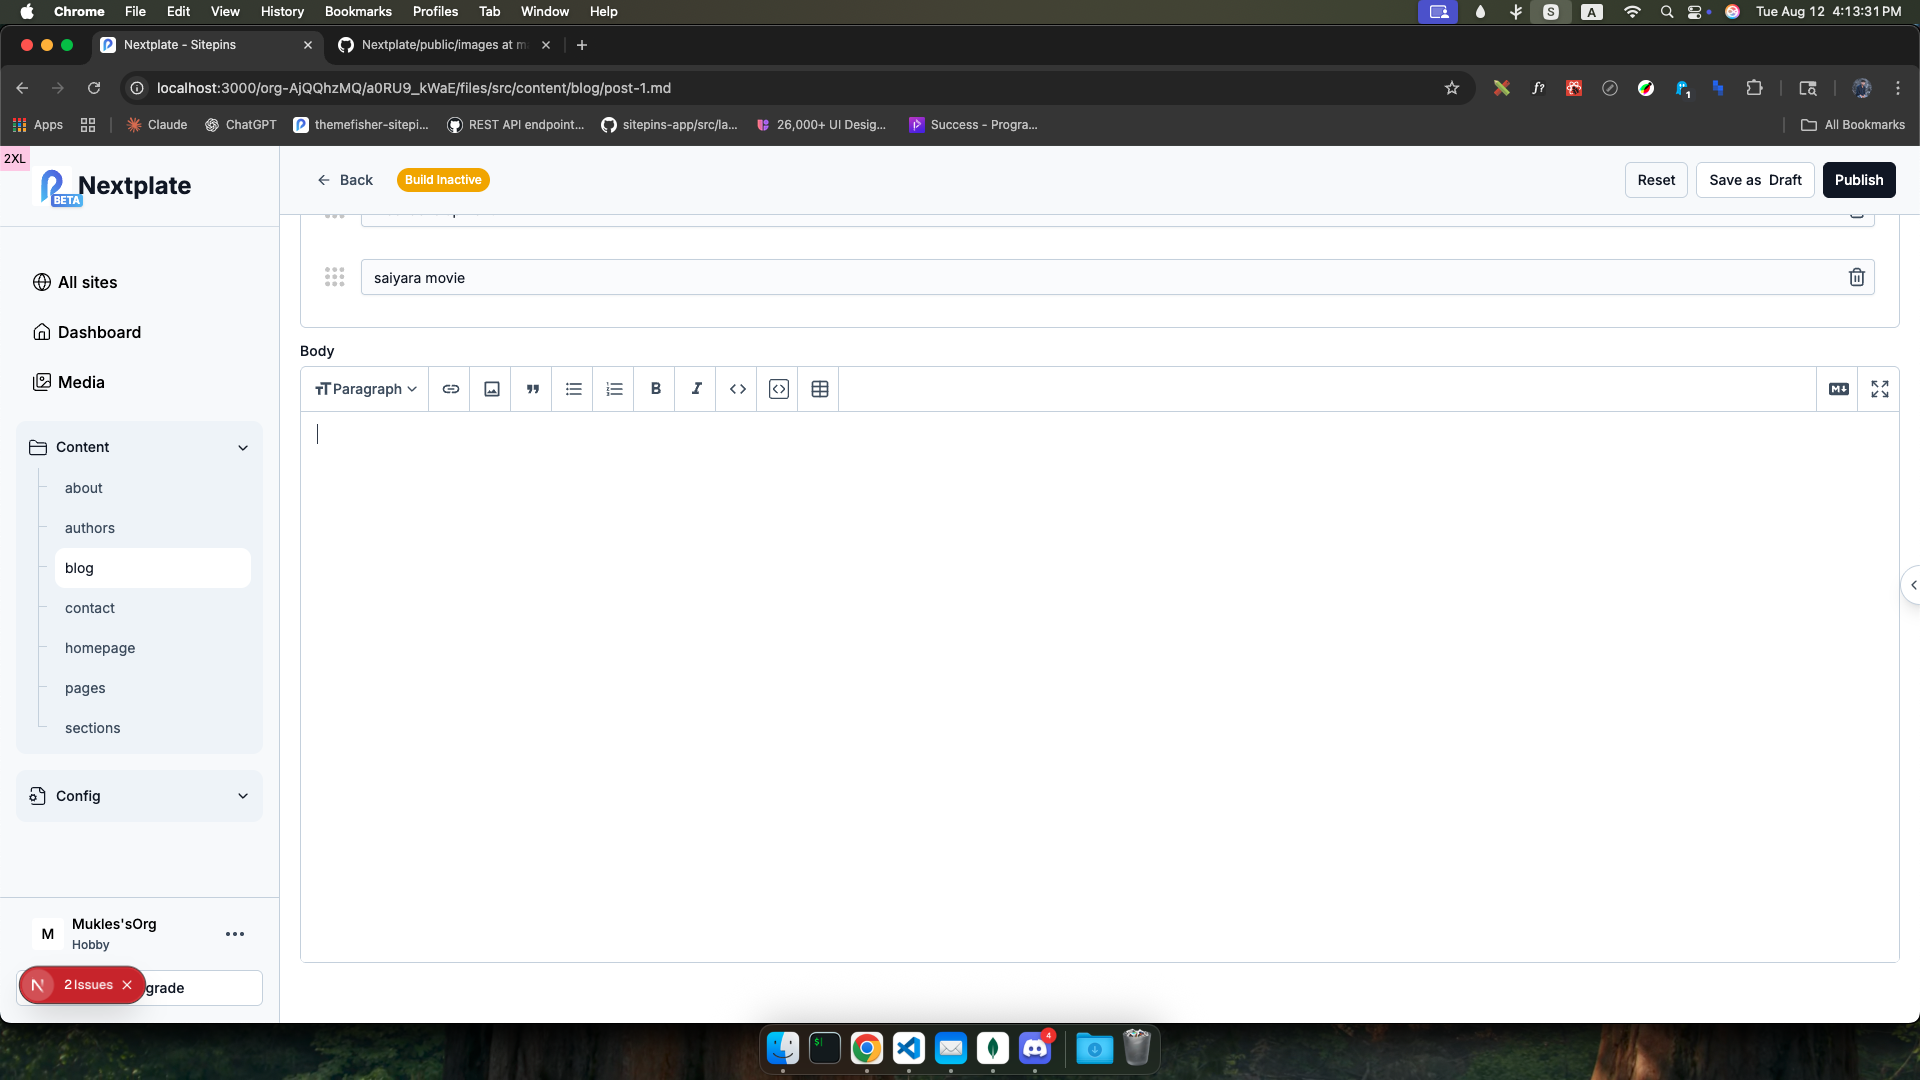 Chrome File Edit View History Bookmarks Profiles Tab Window Help
S A Tue Aug 12 4:13:31 PM
Nextplate - Sitepins
Nextplate/public/images at m
localhost:3000/org-AjQQhzMQ/a0RU9_kWaE/files/src/content/blog/post-1.md
f?
1
Apps Claude ChatGPT themefisher-sitepi... REST API endpoint... sitepins-app/src/la... 26,000+ UI Desig... Success - Progra... All Bookmarks
2XL
Nextplate
BETA
Back
Build Inactive
Reset
Save as Draft
Publish
All sites
Dashboard
Media
Content
about
authors
blog
contact
homepage
pages
sections
Config
saiyara movie
Body
Paragraph
B I
M
Mukles'sOrg
Hobby
M
N 2 Issues
grade
$
4